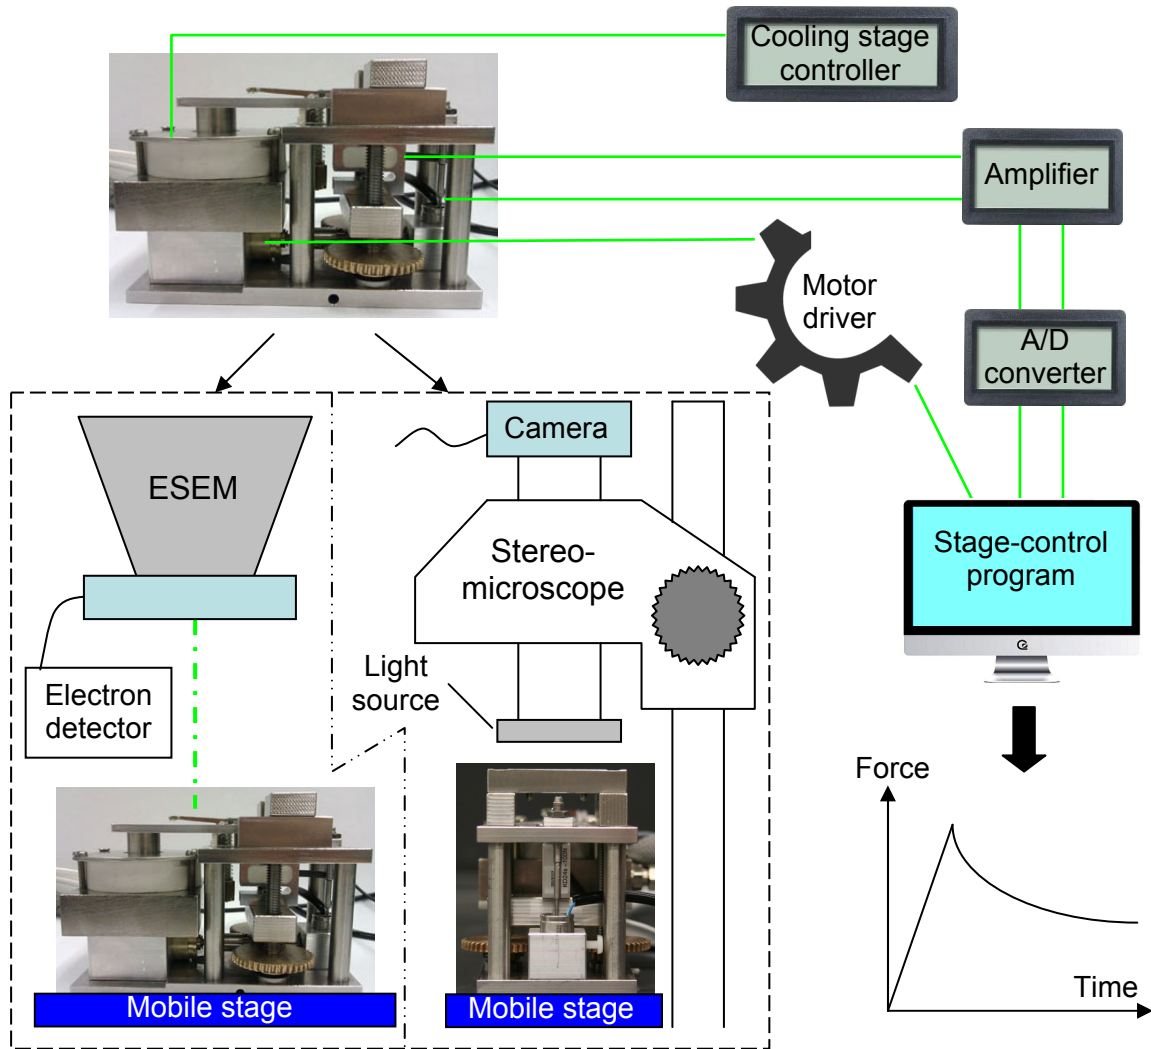 Cooling stage
controller
Amplifier
Motor
driver
A/D
converter
Camera
ESEM
Stereo-
microscope
Stage-control
program
Light
source
Electron
detector
Force
Time
Mobile stage
Mobile stage